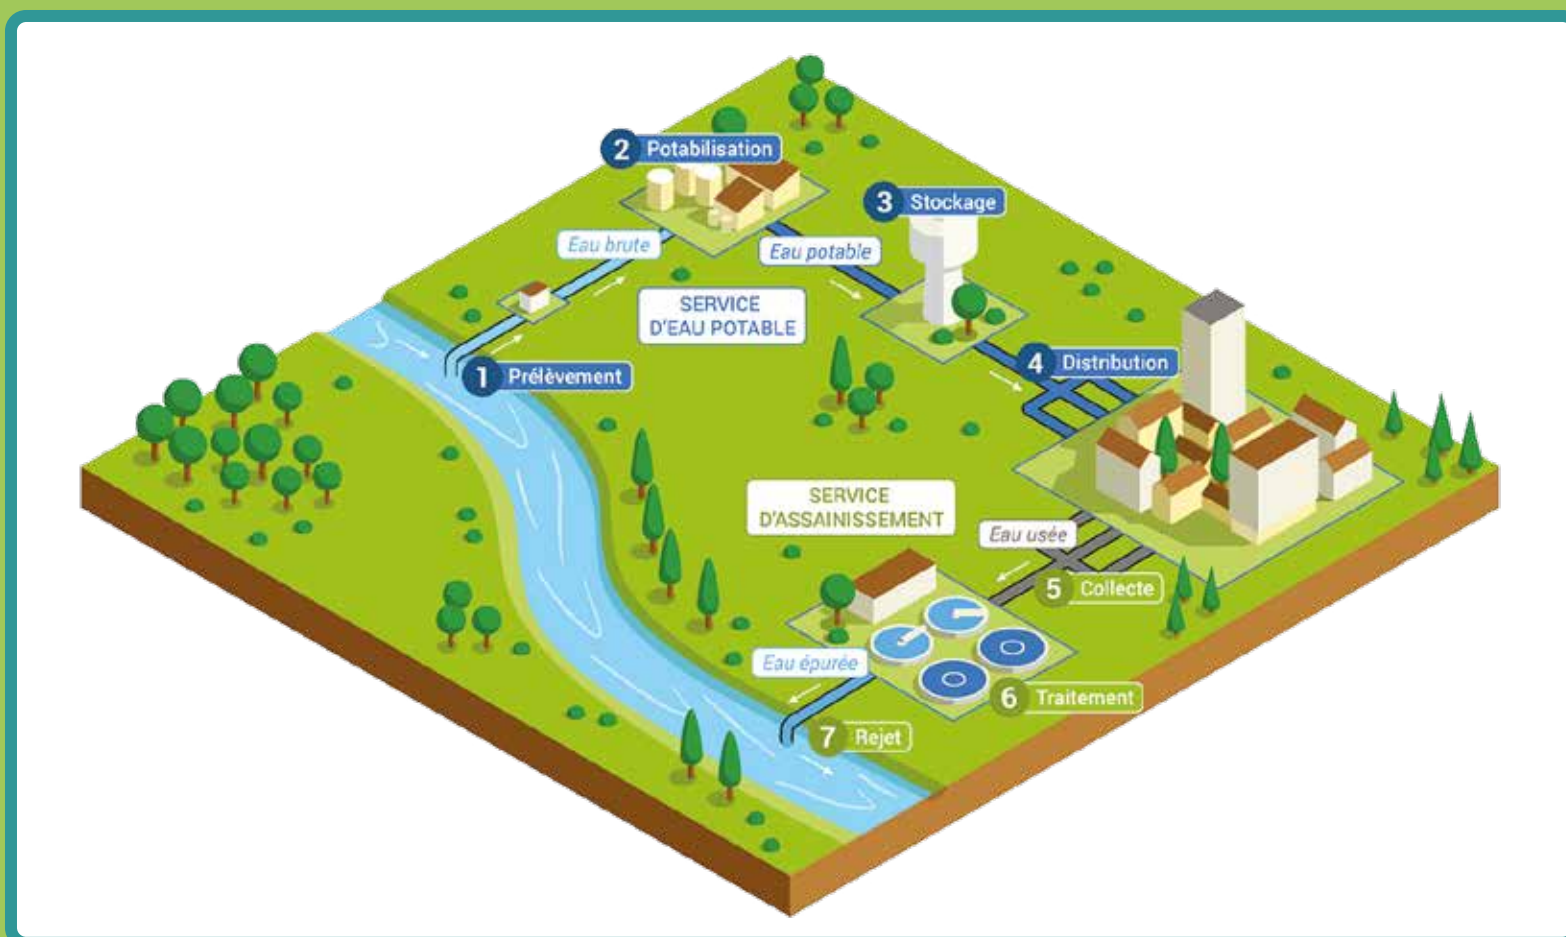 2 Potabilisation
3 Stockage
Eau brute
Eau potable
SERVICE
D'EAU POTABLE
1 Prélèvement
4 Distribution
SERVICE
D'ASSAINISSEMENT
Eau usée
5 Collecte
Eau épurée
6 Traitement
7 Rejet